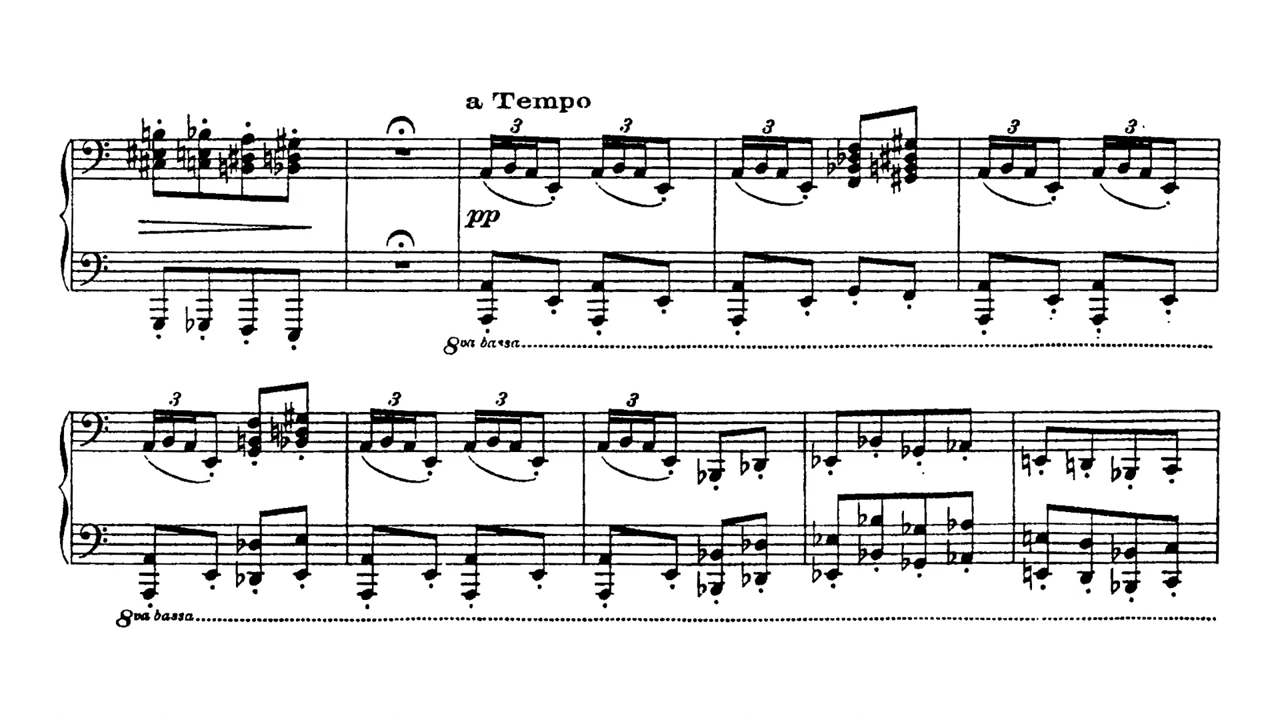 a Tempo
3 3 3 3 3
pp
8va bassa
3 3 3 3
8va bassa